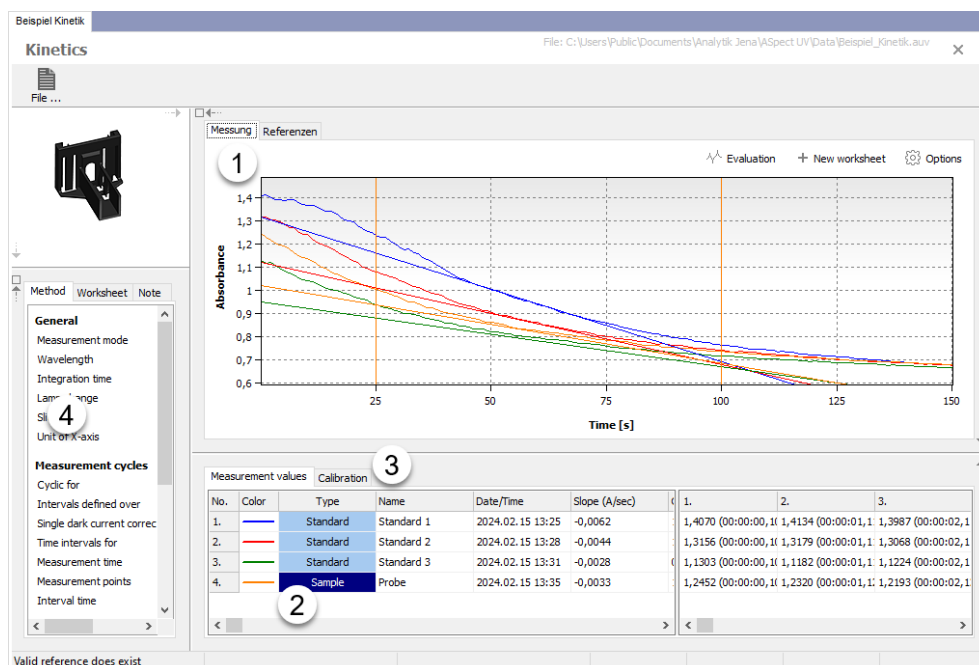 Beispiel Kinetik
Kinetics
File: C:\Users\Public\Documents\Analytik Jena\ASpect UV\Data\Beispiel_Kinetik.auv
File ...
Messung Referenzen
1
Evaluation + New worksheet Options
1,4
1,3
1,2
1,1
1
0,9
0,8
0,7
0,6
Absorbance
25 50 75 100 125 150
Time [s]
Method Worksheet Note
General
Measurement mode
Wavelength
Integration time
4
Unit of X-axis
Measurement cycles
Cyclic for
Intervals defined over
Single dark current correc
Time intervals for
Measurement time
Measurement points
Interval time
3
Measurement values Calibration
No. Color Type Name Date/Time Slope (A/sec) 1. 2. 3.
1. Standard Standard 1 2024.02.15 13:25 -0,0062 1,4070 (00:00:00,10 1,4134 (00:00:01,1 1,3987 (00:00:02,1
2. Standard Standard 2 2024.02.15 13:28 -0,0044 1,3156 (00:00:00,10 1,3179 (00:00:01,1 1,3068 (00:00:02,1
3. Standard Standard 3 2024.02.15 13:31 -0,0028 1,1303 (00:00:00,10 1,1182 (00:00:01,1 1,1224 (00:00:02,1
4. Sample Probe 2024.02.15 13:35 -0,0033 1,2452 (00:00:00,10 1,2320 (00:00:01,1 1,2193 (00:00:02,1
2
Valid reference does exist